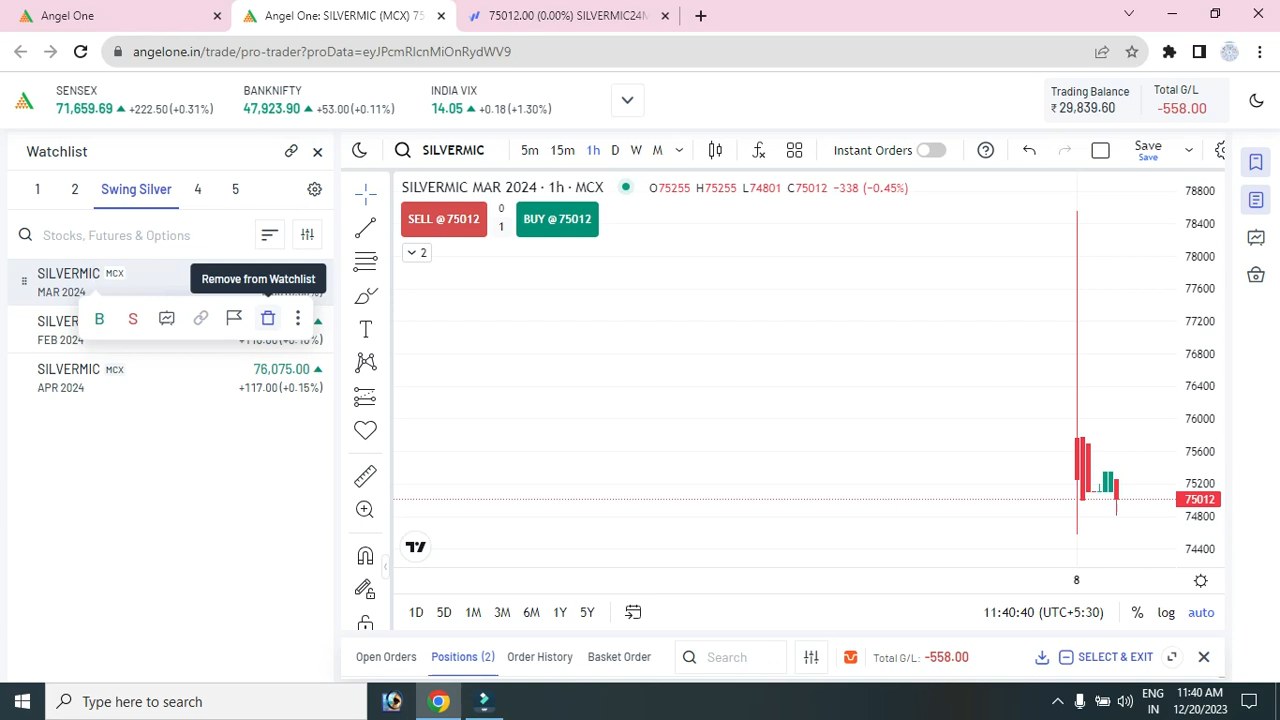 Angel One
Angel One: SILVERMIC (MCX) 75
75012.00 (0.00%) SILVERMIC24M
angelone.in/trade/pro-trader?proData=eyJPcmRlcnMiOnRydWV9
SENSEX
71,659.69 +222.50 (+0.31%)
BANKNIFTY
47,923.90 +53.00 (+0.11%)
INDIA VIX
14.05 +0.18 (+1.30%)
Trading Balance
₹ 29,839.60
Total G/L
-558.00
Watchlist
1 2 Swing Silver 4 5
Stocks, Futures & Options
SILVERMIC MCX
MAR 2024
Remove from Watchlist
B S
SILVER
FEB 2024
SILVERMIC MCX 76,075.00
APR 2024 +117.00 (+0.15%)
SILVERMIC 5m 15m 1h D W M Instant Orders Save
Save
SILVERMIC MAR 2024 · 1h · MCX O75255 H75255 L74801 C75012 −338 (−0.45%)
SELL @ 75012 0 1 BUY @ 75012
2
78800
78400
78000
77600
77200
76800
76400
76000
75600
75200
75012
74800
74400
8
1D 5D 1M 3M 6M 1Y 5Y 11:40:40 (UTC+5:30) % log auto
Open Orders Positions (2) Order History Basket Order Search Total G/L: -558.00 SELECT & EXIT
Type here to search
ENG
IN
11:40 AM
12/20/2023